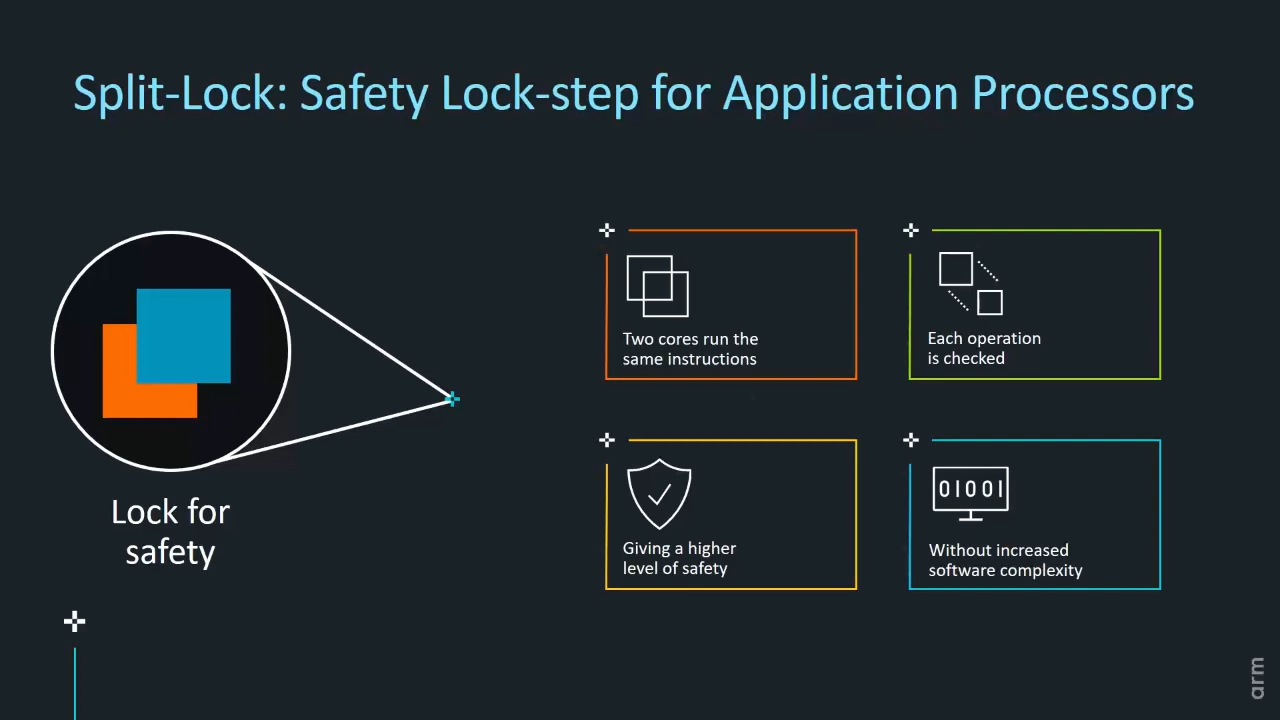 Split-Lock: Safety Lock-step for Application Processors
Lock for
safety
Two cores run the
same instructions
Each operation
is checked
Giving a higher
level of safety
01001
Without increased
software complexity
arm